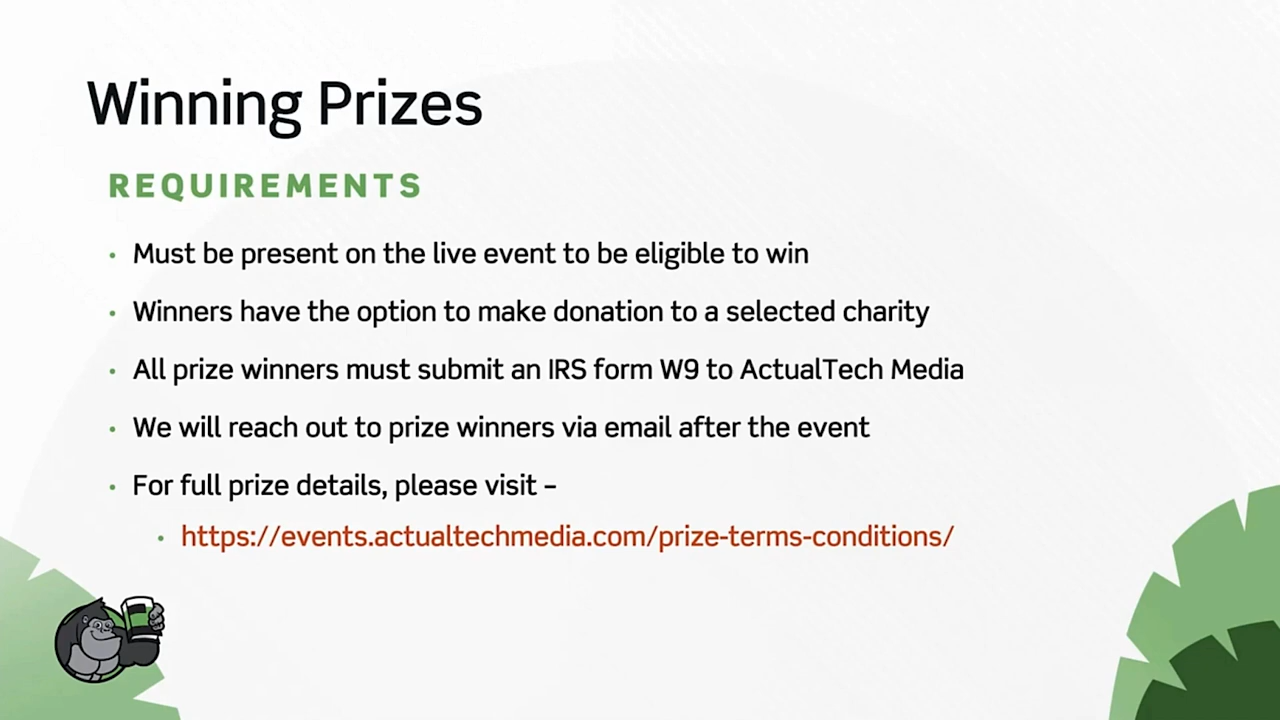 Winning Prizes
REQUIREMENTS
• Must be present on the live event to be eligible to win
• Winners have the option to make donation to a selected charity
• All prize winners must submit an IRS form W9 to ActualTech Media
• We will reach out to prize winners via email after the event
• For full prize details, please visit –
• https://events.actualtechmedia.com/prize-terms-conditions/